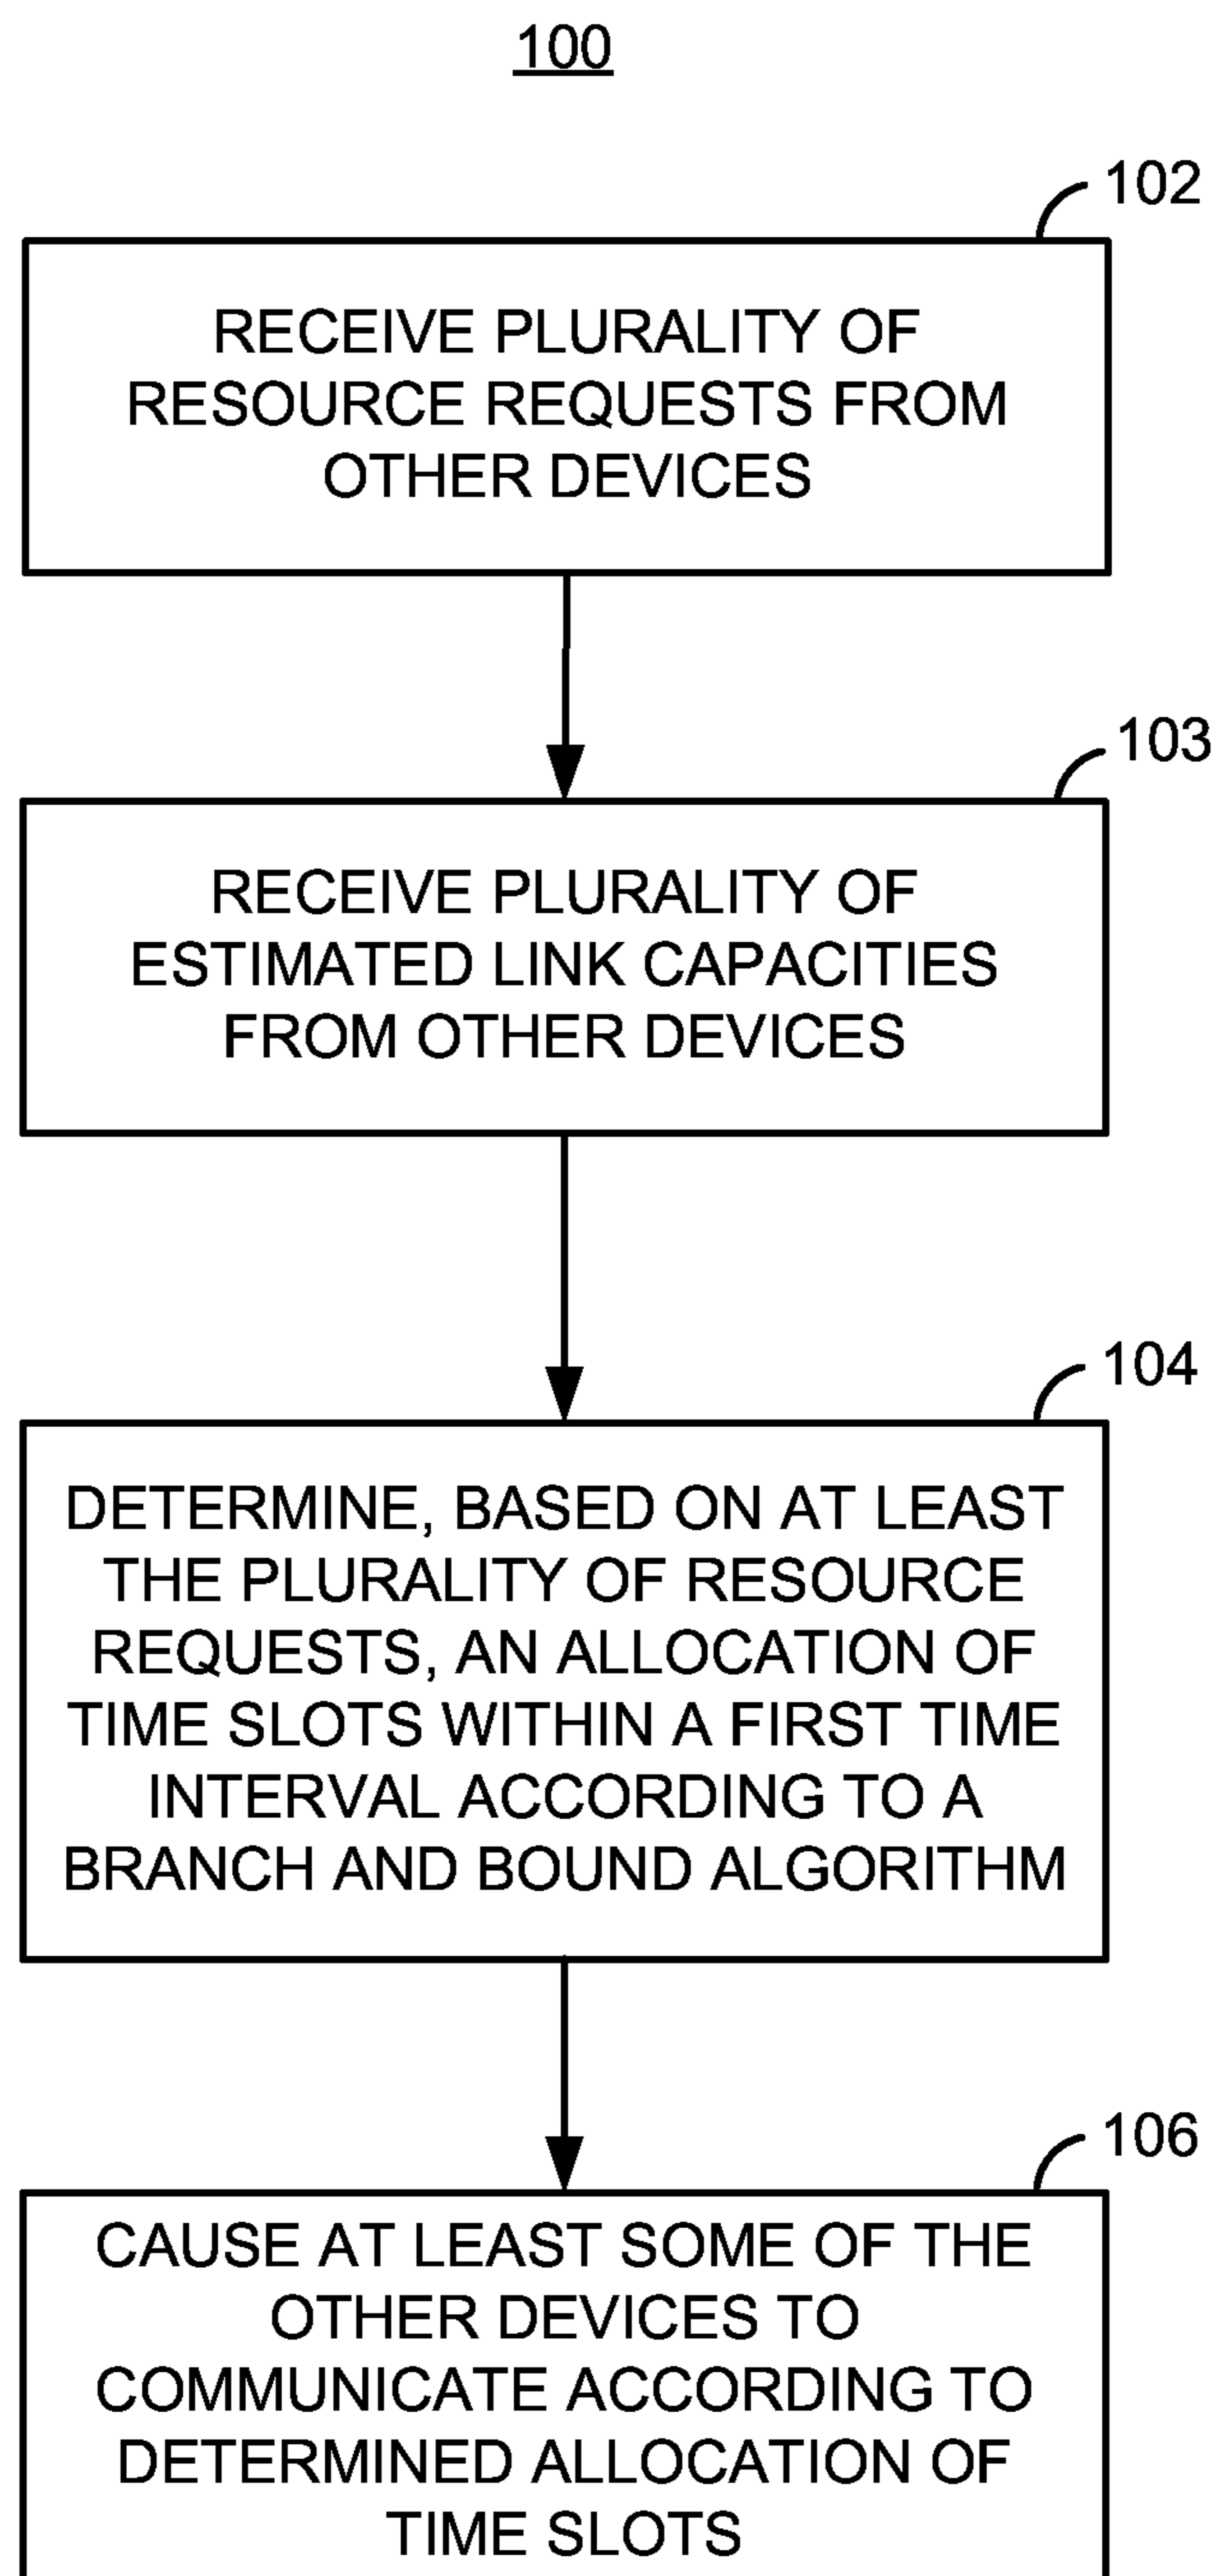 100
102
RECEIVE PLURALITY OF
RESOURCE REQUESTS FROM
OTHER DEVICES
103
RECEIVE PLURALITY OF
ESTIMATED LINK CAPACITIES
FROM OTHER DEVICES
104
DETERMINE, BASED ON AT LEAST
THE PLURALITY OF RESOURCE
REQUESTS, AN ALLOCATION OF
TIME SLOTS WITHIN A FIRST TIME
INTERVAL ACCORDING TO A
BRANCH AND BOUND ALGORITHM
106
CAUSE AT LEAST SOME OF THE
OTHER DEVICES TO
COMMUNICATE ACCORDING TO
DETERMINED ALLOCATION OF
TIME SLOTS